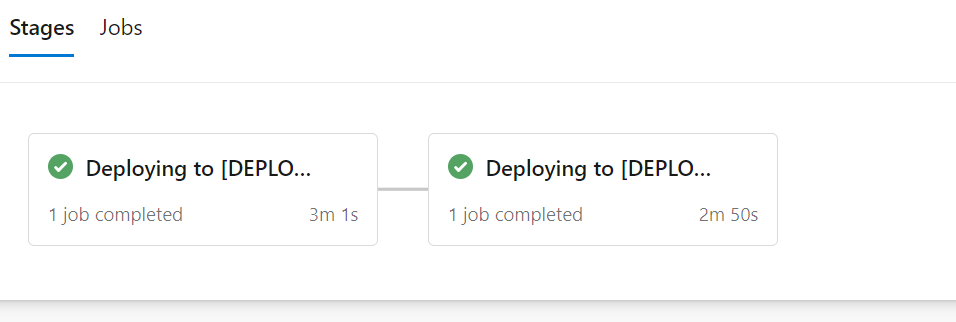 Stages Jobs
Deploying to [DEPLO... Deploying to [DEPLO...
1 job completed 3m 1s 1 job completed 2m 50s